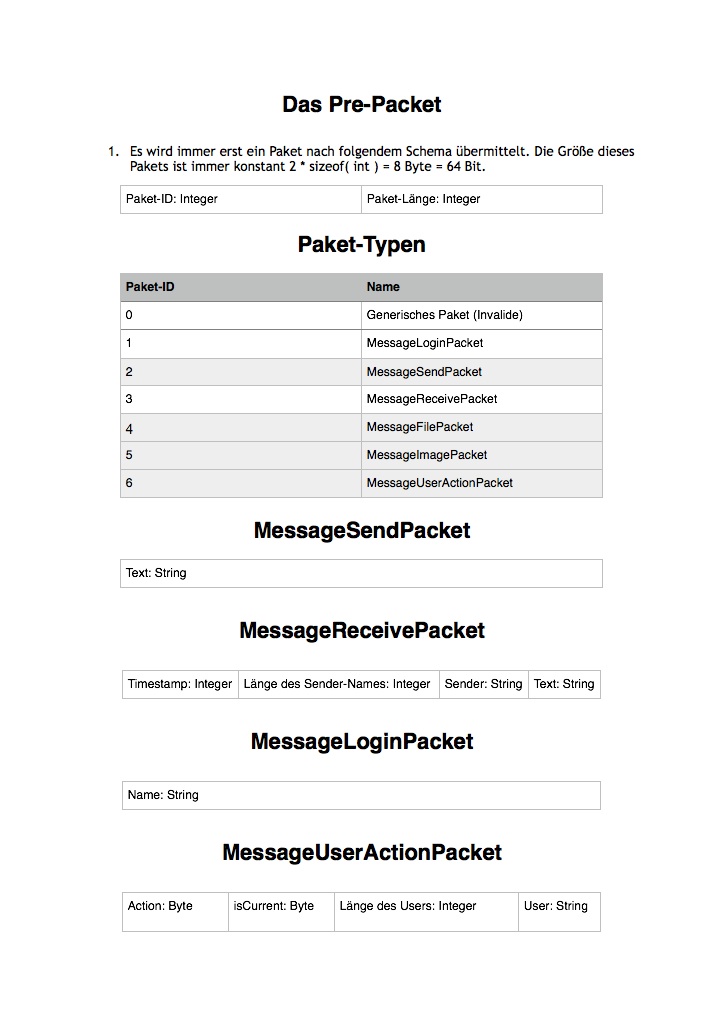 Das Pre-Packet
1. Es wird immer erst ein Paket nach folgendem Schema übermittelt. Die Größe dieses
Pakets ist immer konstant 2 * sizeof( int ) = 8 Byte = 64 Bit.
Paket-ID: Integer Paket-Länge: Integer
Paket-Typen
Paket-ID Name
0 Generisches Paket (Invalide)
1 MessageLoginPacket
2 MessageSendPacket
3 MessageReceivePacket
4 MessageFilePacket
5 MessageImagePacket
6 MessageUserActionPacket
MessageSendPacket
Text: String
MessageReceivePacket
Timestamp: Integer Länge des Sender-Names: Integer Sender: String Text: String
MessageLoginPacket
Name: String
MessageUserActionPacket
Action: Byte isCurrent: Byte Länge des Users: Integer User: String